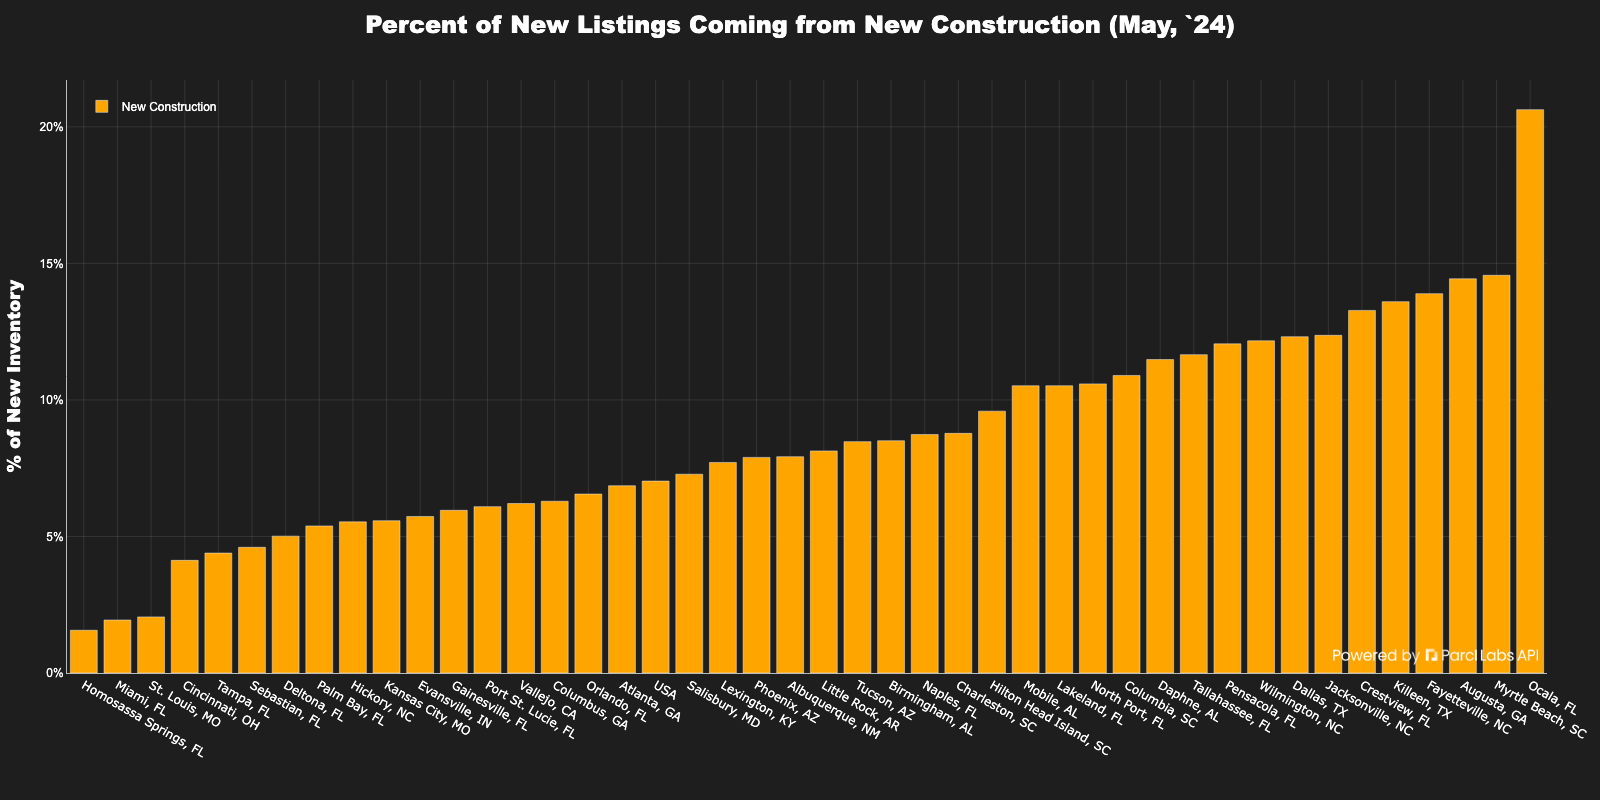 Percent of New Listings Coming from New Construction (May, `24)
New Construction
% of New Inventory
20%
15%
10%
5%
0%
Homosassa Springs, FL
Miami, FL
St. Louis, MO
Cincinnati, OH
Tampa, FL
Sebastian, FL
Deltona, FL
Palm Bay, FL
Hickory, NC
Kansas City, MO
Evansville, IN
Gainesville, FL
Port St. Lucie, FL
Vallejo, CA
Columbus, GA
Orlando, FL
Atlanta, GA
USA
Salisbury, MD
Lexington, KY
Phoenix, AZ
Albuquerque, NM
Little Rock, AR
Tucson, AZ
Birmingham, AL
Naples, FL
Charleston, SC
Hilton Head Island, SC
Mobile, AL
Lakeland, FL
North Port, FL
Columbia, SC
Daphne, AL
Tallahassee, FL
Pensacola, FL
Wilmington, NC
Dallas, TX
Jacksonville, NC
Crestview, FL
Killeen, TX
Fayetteville, NC
Augusta, GA
Myrtle Beach, SC
Ocala, FL
Powered by Parcl Labs API